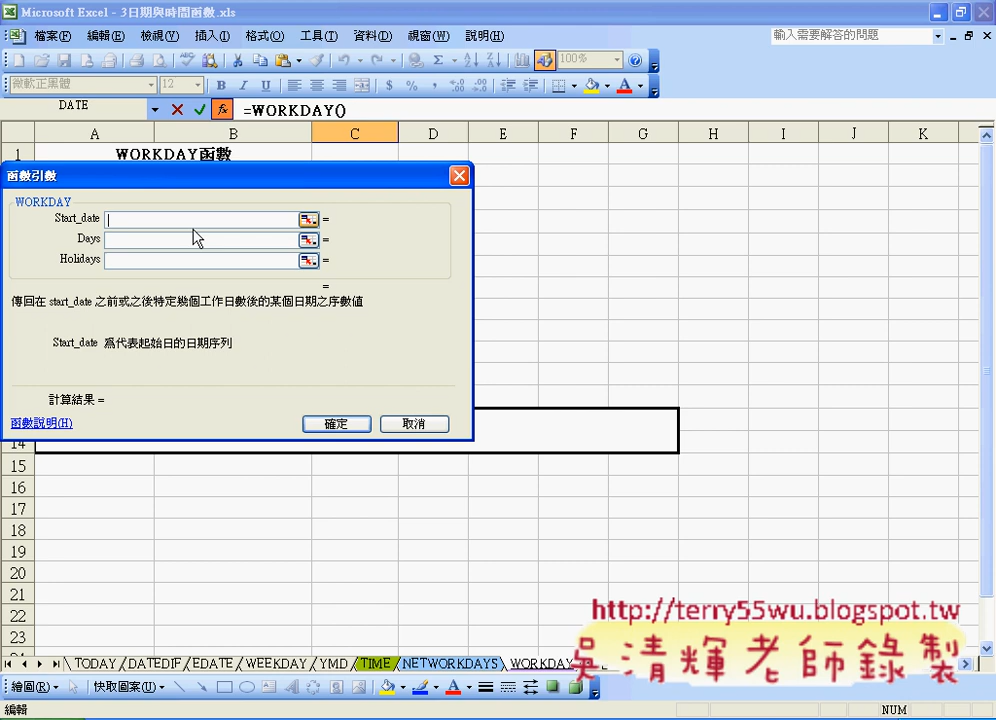 Microsoft Excel - 3日期與時間函數.xls
檔案(F) 編輯(E) 檢視(V) 插入(I) 格式(O) 工具(T) 資料(D) 視窗(W) 說明(H) 輸入需要解答的問題
100%
微軟正黑體 12 B I U $ % ,
DATE =WORKDAY()
A B C D E F G H I J K
1 WORKDAY函數
函數引數
WORKDAY
Start_date =
Days =
Holidays =
=
傳回在 start_date 之前或之後特定幾個工作日數後的某個日期之序數值
Start_date 為代表起始日的日期序列
計算結果 =
函數說明(H) 確定 取消
14
15
16
17
18
19
20
21
22
23
http://terry55wu.blogspot.tw
吳清輝老師錄製
TODAY DATEDIF EDATE WEEKDAY YMD TIME NETWORKDAYS WORKDAY
繪圖(R) 快取圖案(U)
編輯 NUM